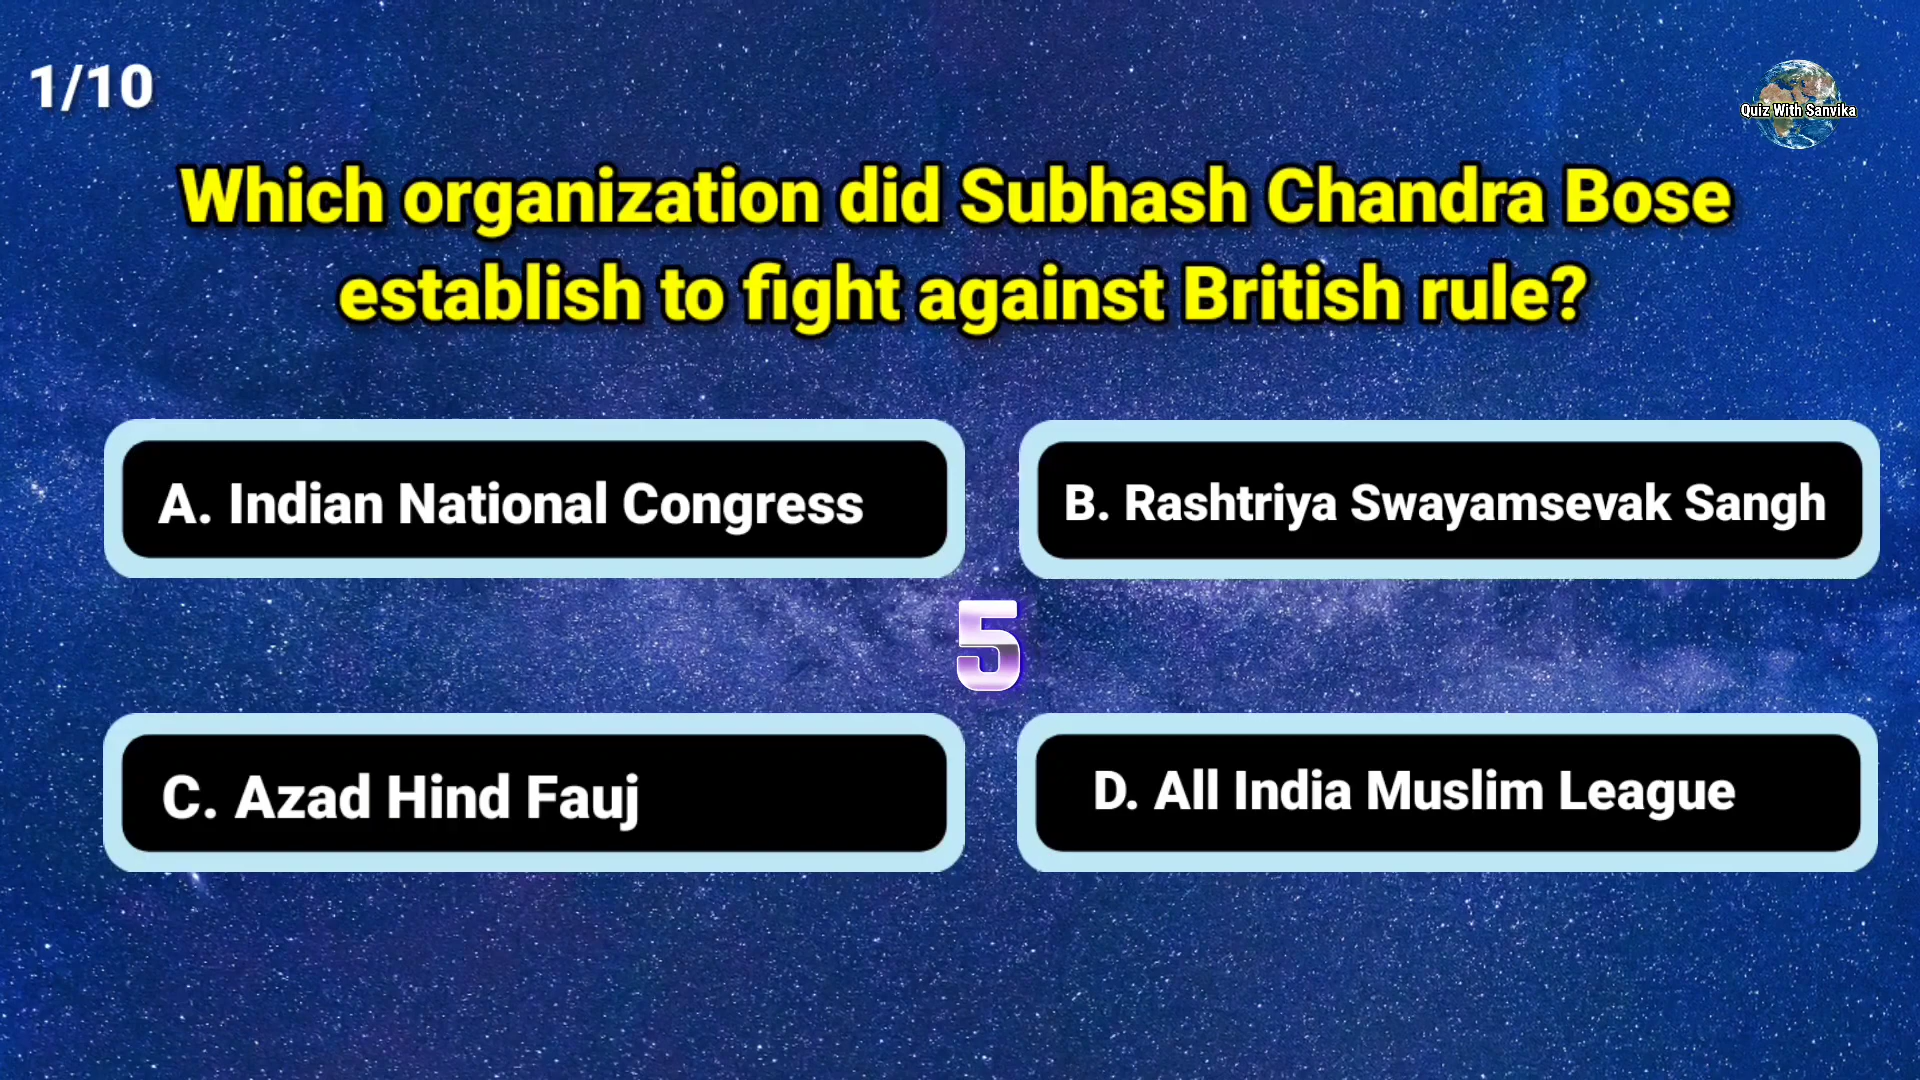 1/10
Quiz With Sanvika
Which organization did Subhash Chandra Bose
establish to fight against British rule?
A. Indian National Congress
B. Rashtriya Swayamsevak Sangh
5
C. Azad Hind Fauj
D. All India Muslim League